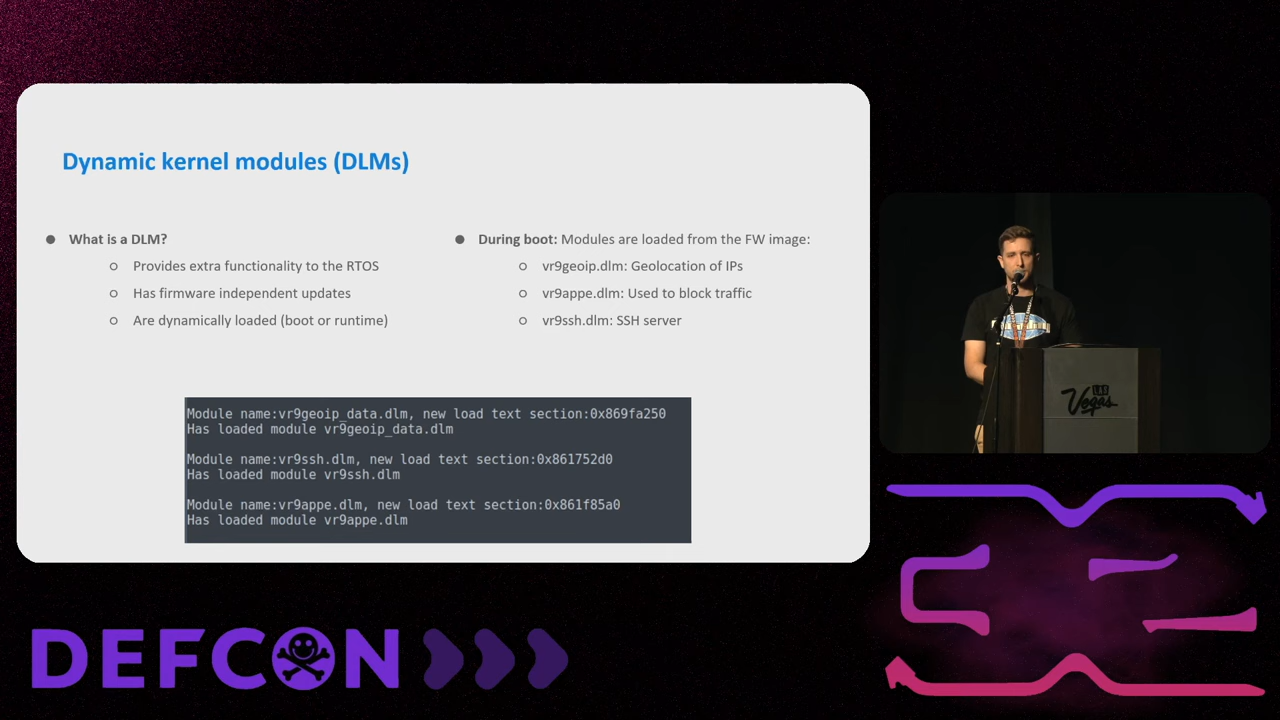 Dynamic kernel modules (DLMs)
What is a DLM?
Provides extra functionality to the RTOS
Has firmware independent updates
Are dynamically loaded (boot or runtime)
During boot: Modules are loaded from the FW image:
vr9geoip.dlm: Geolocation of IPs
vr9appe.dlm: Used to block traffic
vr9ssh.dlm: SSH server
Module name:vr9geoip_data.dlm, new load text section:0x869fa250
Has loaded module vr9geoip_data.dlm
Module name:vr9ssh.dlm, new load text section:0x861752d0
Has loaded module vr9ssh.dlm
Module name:vr9appe.dlm, new load text section:0x861f85a0
Has loaded module vr9appe.dlm
LAS
Vegas
DEFCON